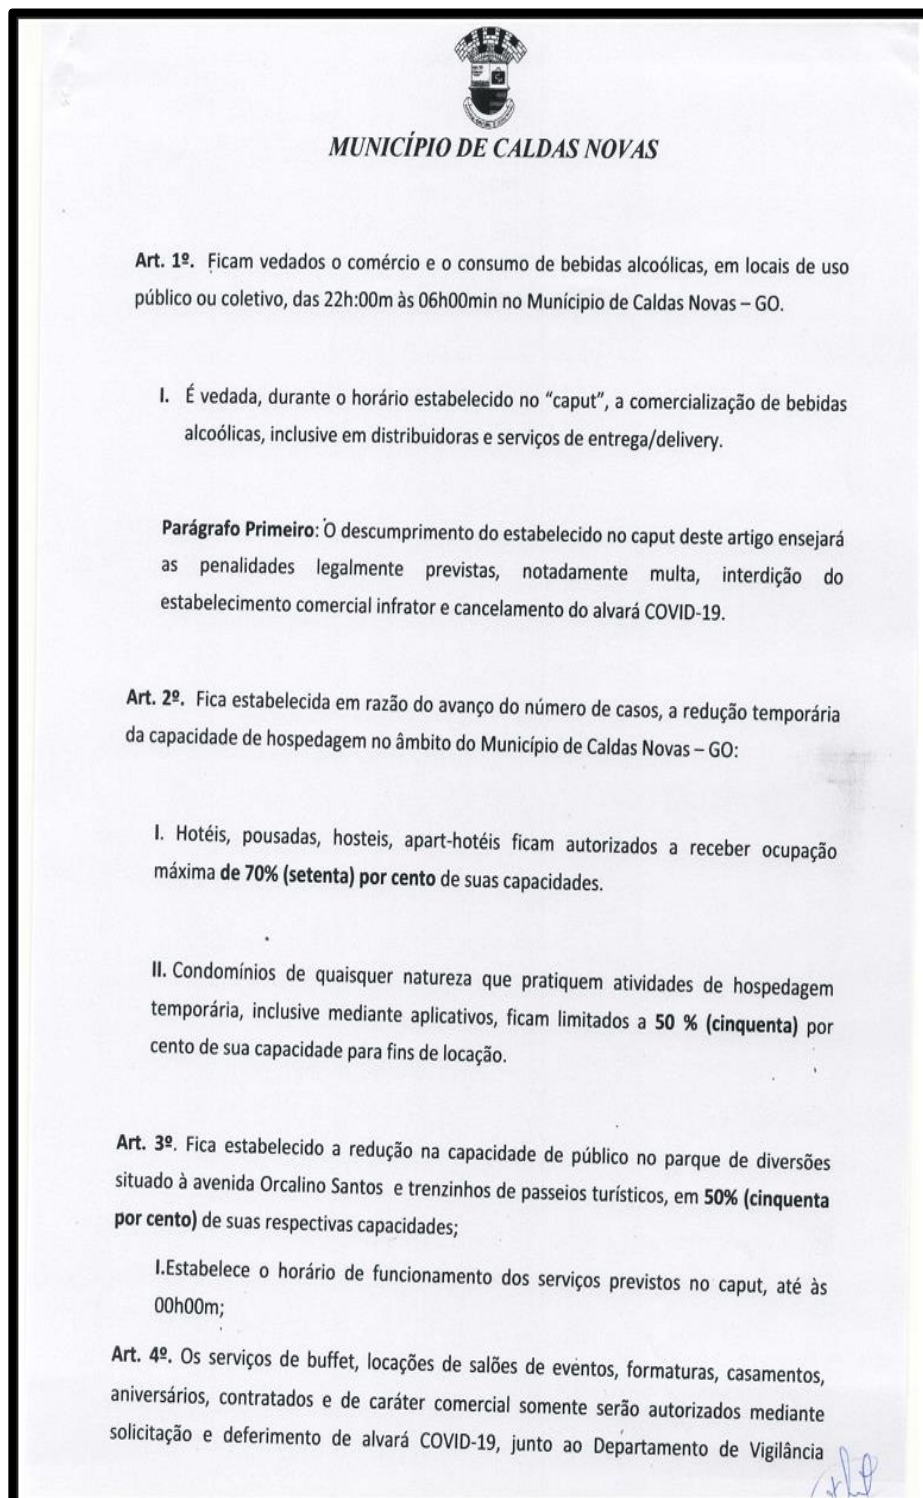 MUNICÍPIO DE CALDAS NOVAS
Art. 1º. Ficam vedados o comércio e o consumo de bebidas alcoólicas, em locais de uso
público ou coletivo, das 22h:00m às 06h00min no Munícipio de Caldas Novas – GO.
I. É vedada, durante o horário estabelecido no “caput”, a comercialização de bebidas
alcoólicas, inclusive em distribuidoras e serviços de entrega/delivery.
Parágrafo Primeiro: O descumprimento do estabelecido no caput deste artigo ensejará
as penalidades legalmente previstas, notadamente multa, interdição do
estabelecimento comercial infrator e cancelamento do alvará COVID-19.
Art. 2º. Fica estabelecida em razão do avanço do número de casos, a redução temporária
da capacidade de hospedagem no âmbito do Município de Caldas Novas – GO:
I. Hotéis, pousadas, hosteis, apart-hotéis ficam autorizados a receber ocupação
máxima de 70% (setenta) por cento de suas capacidades.
II. Condomínios de quaisquer natureza que pratiquem atividades de hospedagem
temporária, inclusive mediante aplicativos, ficam limitados a 50 % (cinquenta) por
cento de sua capacidade para fins de locação.
Art. 3º. Fica estabelecido a redução na capacidade de público no parque de diversões
situado à avenida Orcalino Santos e trenzinhos de passeios turísticos, em 50% (cinquenta
por cento) de suas respectivas capacidades;
I.Estabelece o horário de funcionamento dos serviços previstos no caput, até às
00h00m;
Art. 4º. Os serviços de buffet, locações de salões de eventos, formaturas, casamentos,
aniversários, contratados e de caráter comercial somente serão autorizados mediante
solicitação e deferimento de alvará COVID-19, junto ao Departamento de Vigilância